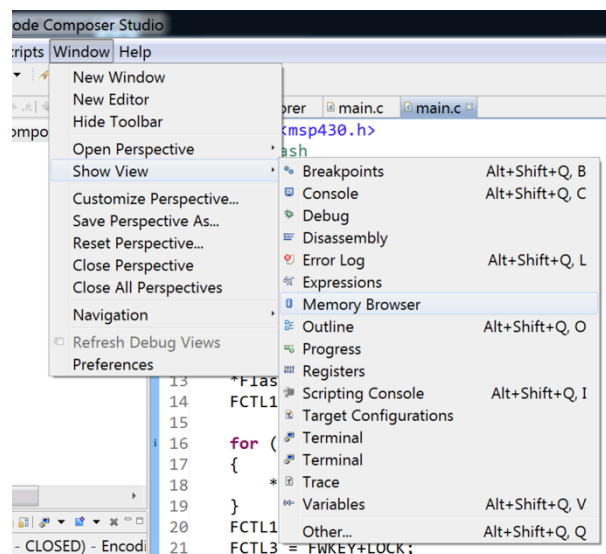 ode Composer Studio
ripts Window Help
New Window
New Editor
Hide Toolbar
Open Perspective
Show View
Customize Perspective...
Save Perspective As...
Reset Perspective...
Close Perspective
Close All Perspectives
Navigation
Refresh Debug Views
Preferences
orer main.c main.c
ompo
<msp430.h>
ash
Breakpoints Alt+Shift+Q, B
Console Alt+Shift+Q, C
Debug
Disassembly
Error Log Alt+Shift+Q, L
Expressions
Memory Browser
Outline Alt+Shift+Q, O
Progress
Registers
Scripting Console Alt+Shift+Q, I
Target Configurations
Terminal
Terminal
Trace
Variables Alt+Shift+Q, V
Other... Alt+Shift+Q, Q
13 *Flas
14 FCTL1
15
16 for (
17 {
18 *
19 }
20 FCTL1
21 FCTL3 = FWKEY+LOCK;
- CLOSED) - Encodi